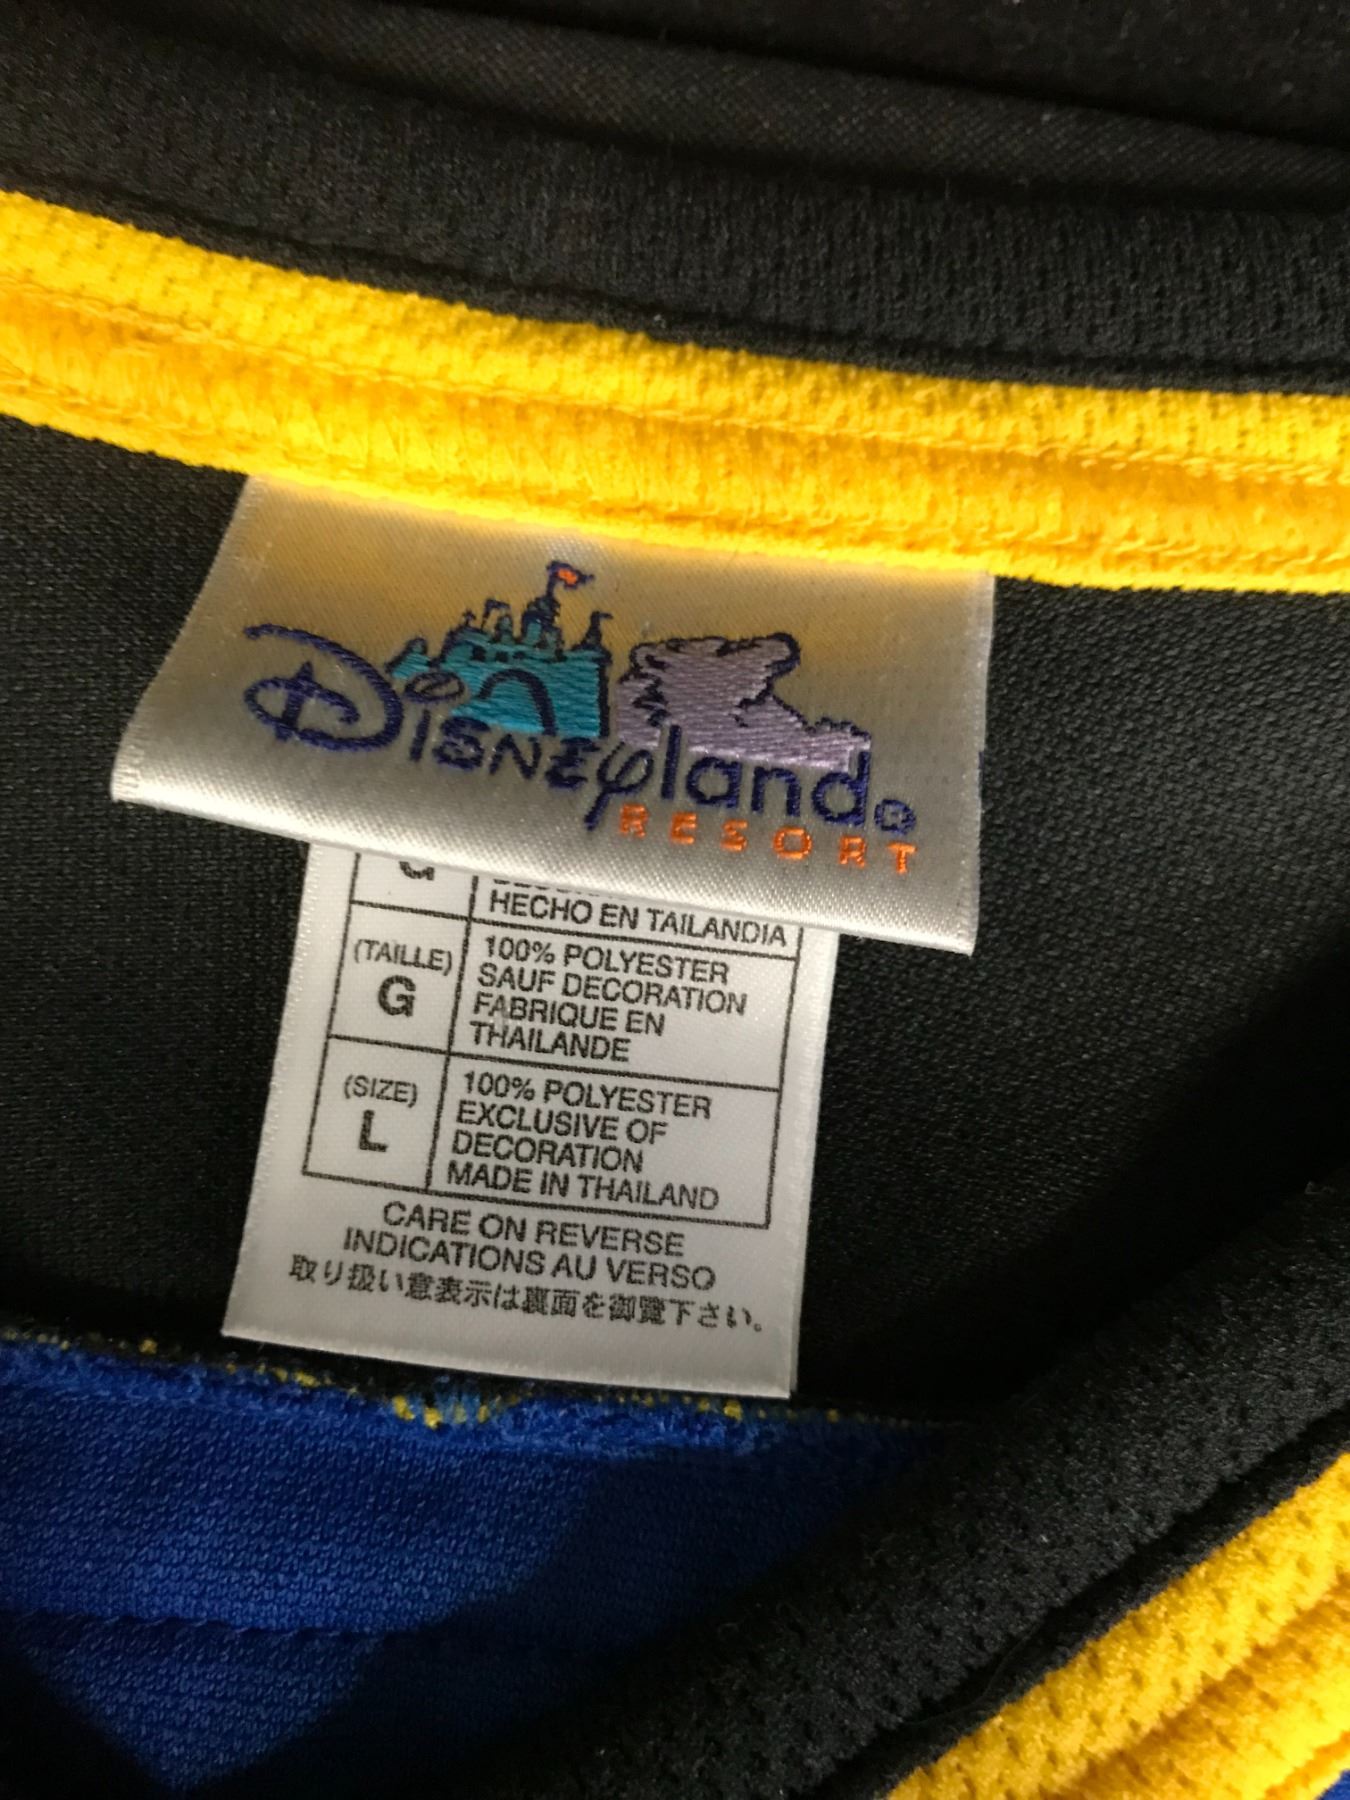 Disneyland®
RESORT
HECHO EN TAILANDIA
(TAILLE)
G
100% POLYESTER
SAUF DECORATION
FABRIQUE EN
THAILANDE
(SIZE)
L
100% POLYESTER
EXCLUSIVE OF
DECORATION
MADE IN THAILAND
CARE ON REVERSE
INDICATIONS AU VERSO
取り扱い意表示は裏面を御覽下さい。